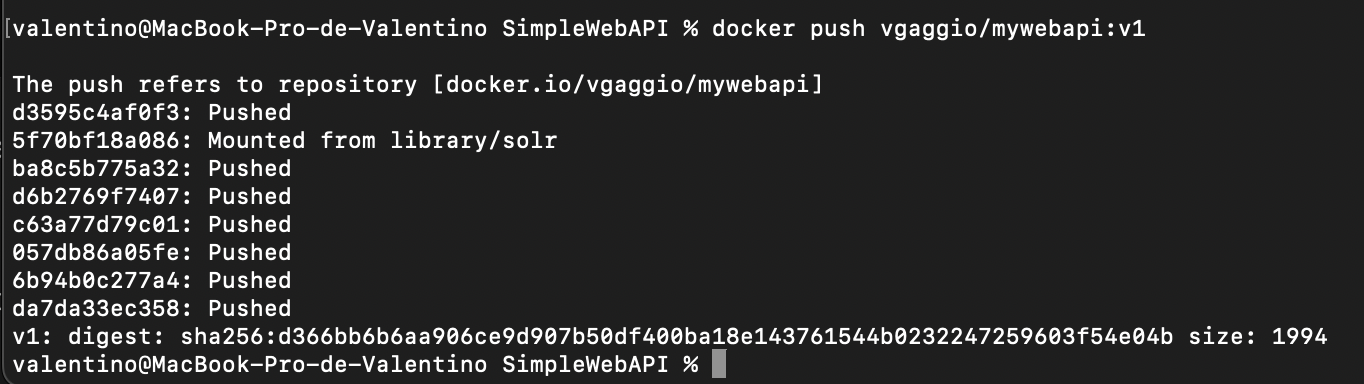 [valentino@MacBook-Pro-de-Valentino SimpleWebAPI % docker push vgaggio/mywebapi:v1
The push refers to repository [docker.io/vgaggio/mywebapi]
d3595c4af0f3: Pushed
5f70bf18a086: Mounted from library/solr
ba8c5b775a32: Pushed
d6b2769f7407: Pushed
c63a77d79c01: Pushed
057db86a05fe: Pushed
6b94b0c277a4: Pushed
da7da33ec358: Pushed
v1: digest: sha256:d366bb6b6aa906ce9d907b50df400ba18e143761544b0232247259603f54e04b size: 1994
valentino@MacBook-Pro-de-Valentino SimpleWebAPI %